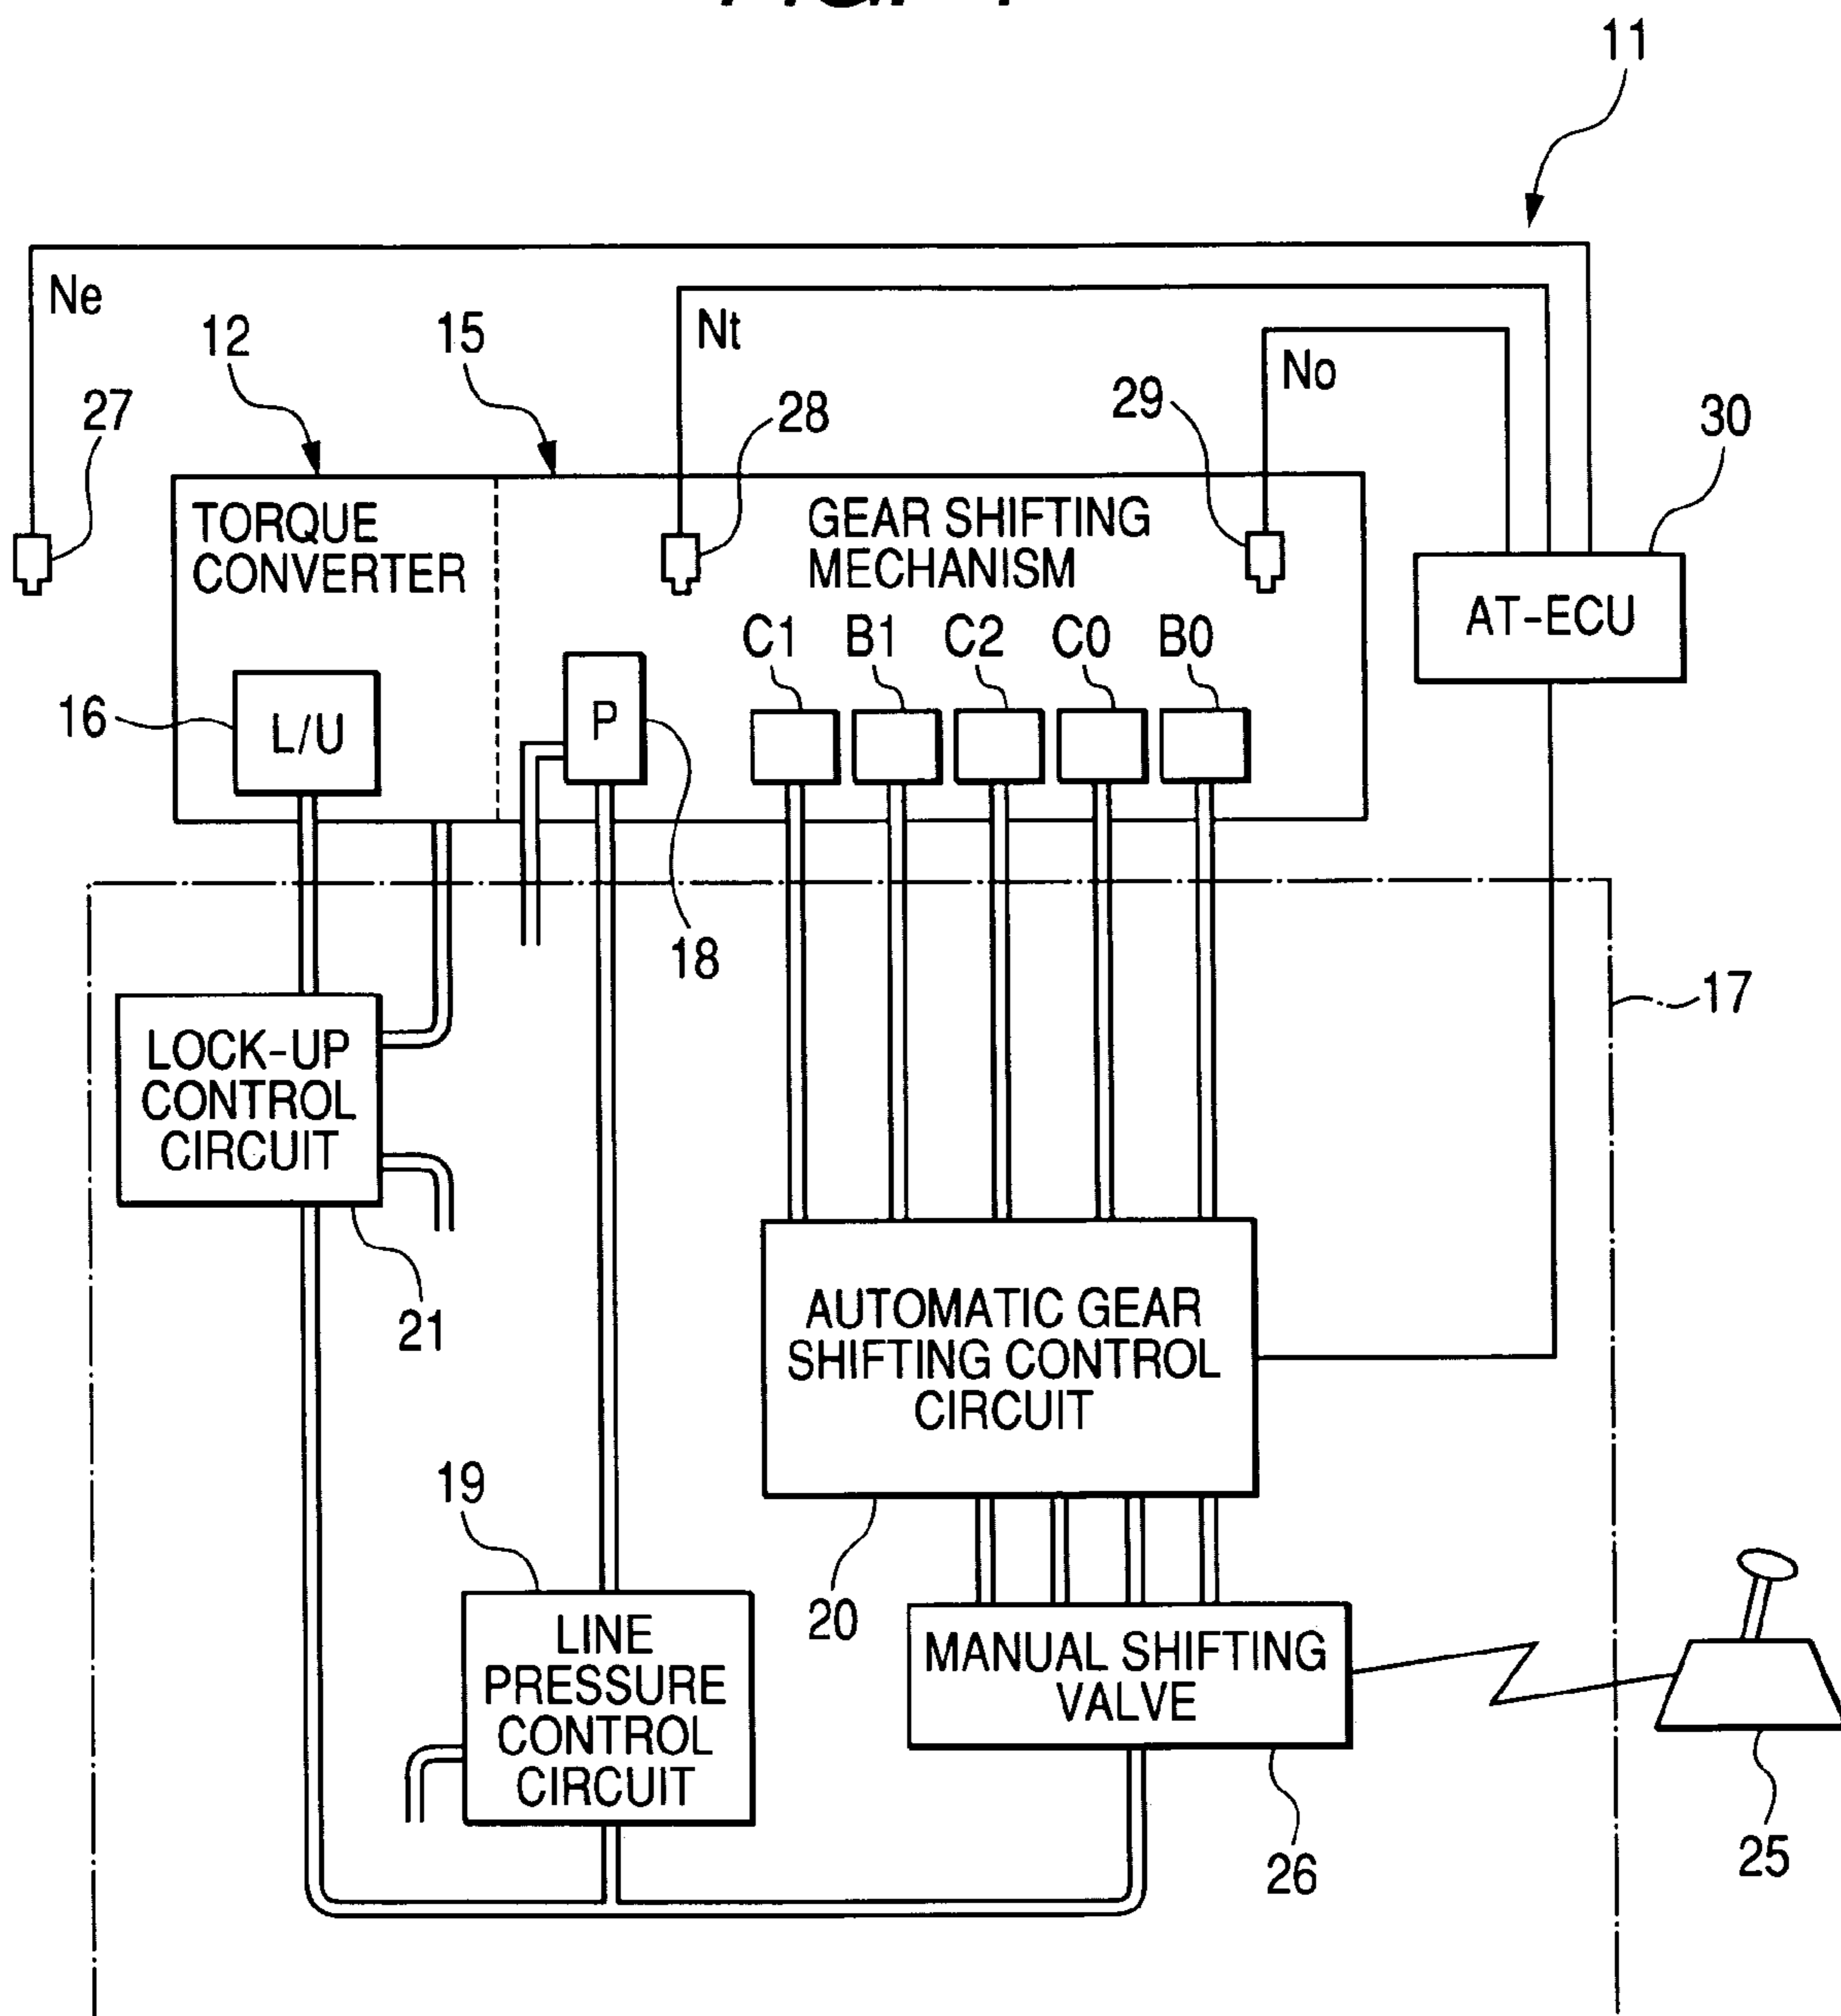 11
Ne
Nt
No
12
15
27
28
29
30
TORQUE
CONVERTER
GEAR SHIFTING
MECHANISM
AT-ECU
C1
B1
C2
C0
B0
16
L/U
P
18
17
LOCK-UP
CONTROL
CIRCUIT
21
AUTOMATIC GEAR
SHIFTING CONTROL
CIRCUIT
19
20
LINE
PRESSURE
CONTROL
CIRCUIT
MANUAL SHIFTING
VALVE
26
25